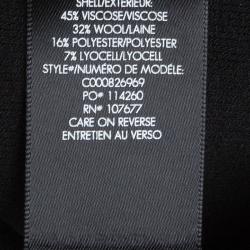 SHELL/EXTÉRIEUR:
45% VISCOSE/VISCOSE
32% WOOL/LAINE
16% POLYESTER/POLYESTER
7% LYOCELL/LYOCELL
STYLE#/NUMÉRO DE MODÈLE:
C000826969
PO# 114260
RN# 107677
CARE ON REVERSE
ENTRETIEN AU VERSO